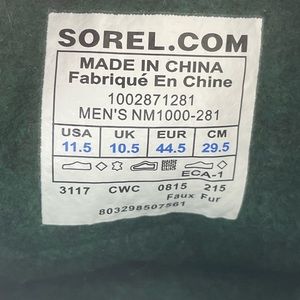 SOREL.COM
MADE IN CHINA
Fabriqué En Chine
1002871281
MEN'S NM1000-281
USA UK EUR CM
11.5 10.5 44.5 29.5
ECA-1
3117 CWC 0815 215
Faux Fur
803298507561